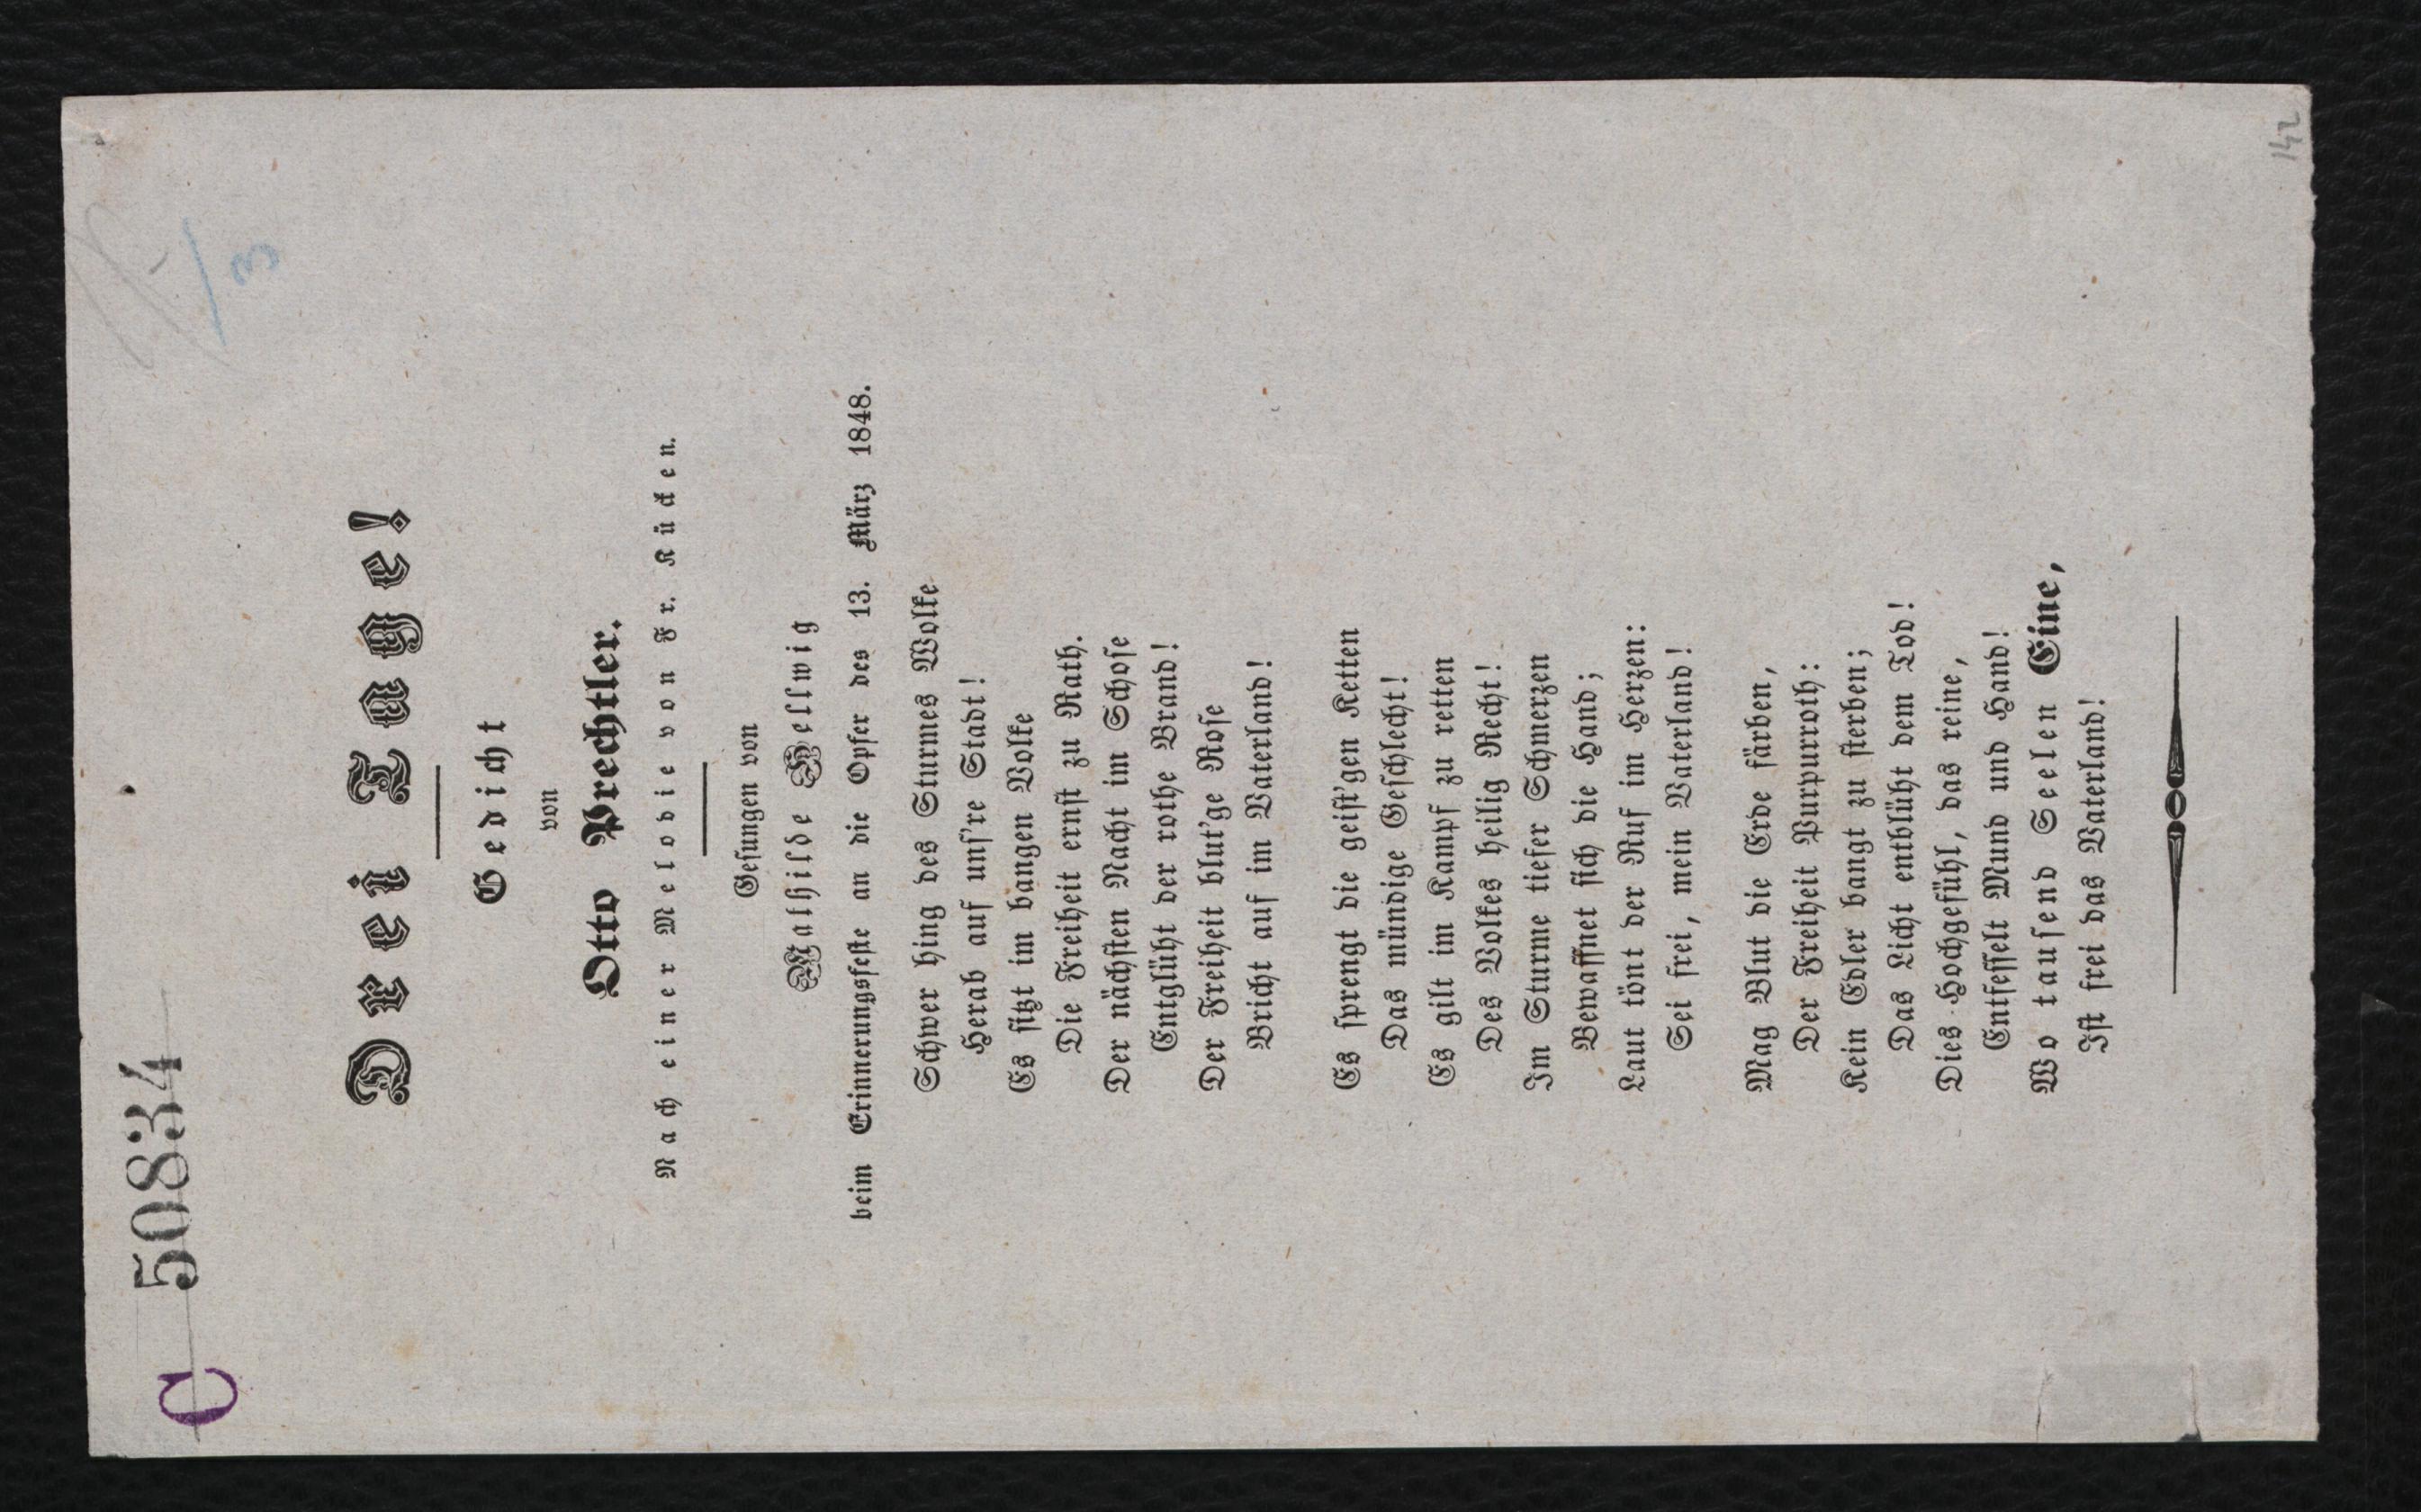 C 50834
/3
Drei Tage!
Gedicht
von
Otto Prechtler.
Nach einer Melodie von Fr. Kücken.
Gesungen von
Mathilde Hellwig
beim Erinnerungsfeste an die Opfer des 13. März 1848.
Schwer hing des Sturmes Wolke
Herab auf uns're Stadt!
Es sitzt im bangen Volke
Die Freiheit ernst zu Rath.
Der nächsten Nacht im Schose
Entglüht der rothe Brand!
Der Freiheit blut'ge Rose
Bricht auf im Vaterland!
Es sprengt die geist'gen Ketten
Das mündige Geschlecht!
Es gilt im Kampf zu retten
Des Volkes heilig Recht!
Im Sturme tiefer Schmerzen
Bewaffnet sich die Hand;
Laut tönt der Ruf im Herzen:
Sei frei, mein Vaterland!
Mag Blut die Erde färben,
Der Freiheit Purpurroth:
Kein Edler bangt zu sterben;
Das Licht entblüht dem Tod!
Dies Hochgefühl, das reine,
Entfesselt Mund und Hand!
Wo tausend Seelen Eine,
Ist frei das Vaterland!
142